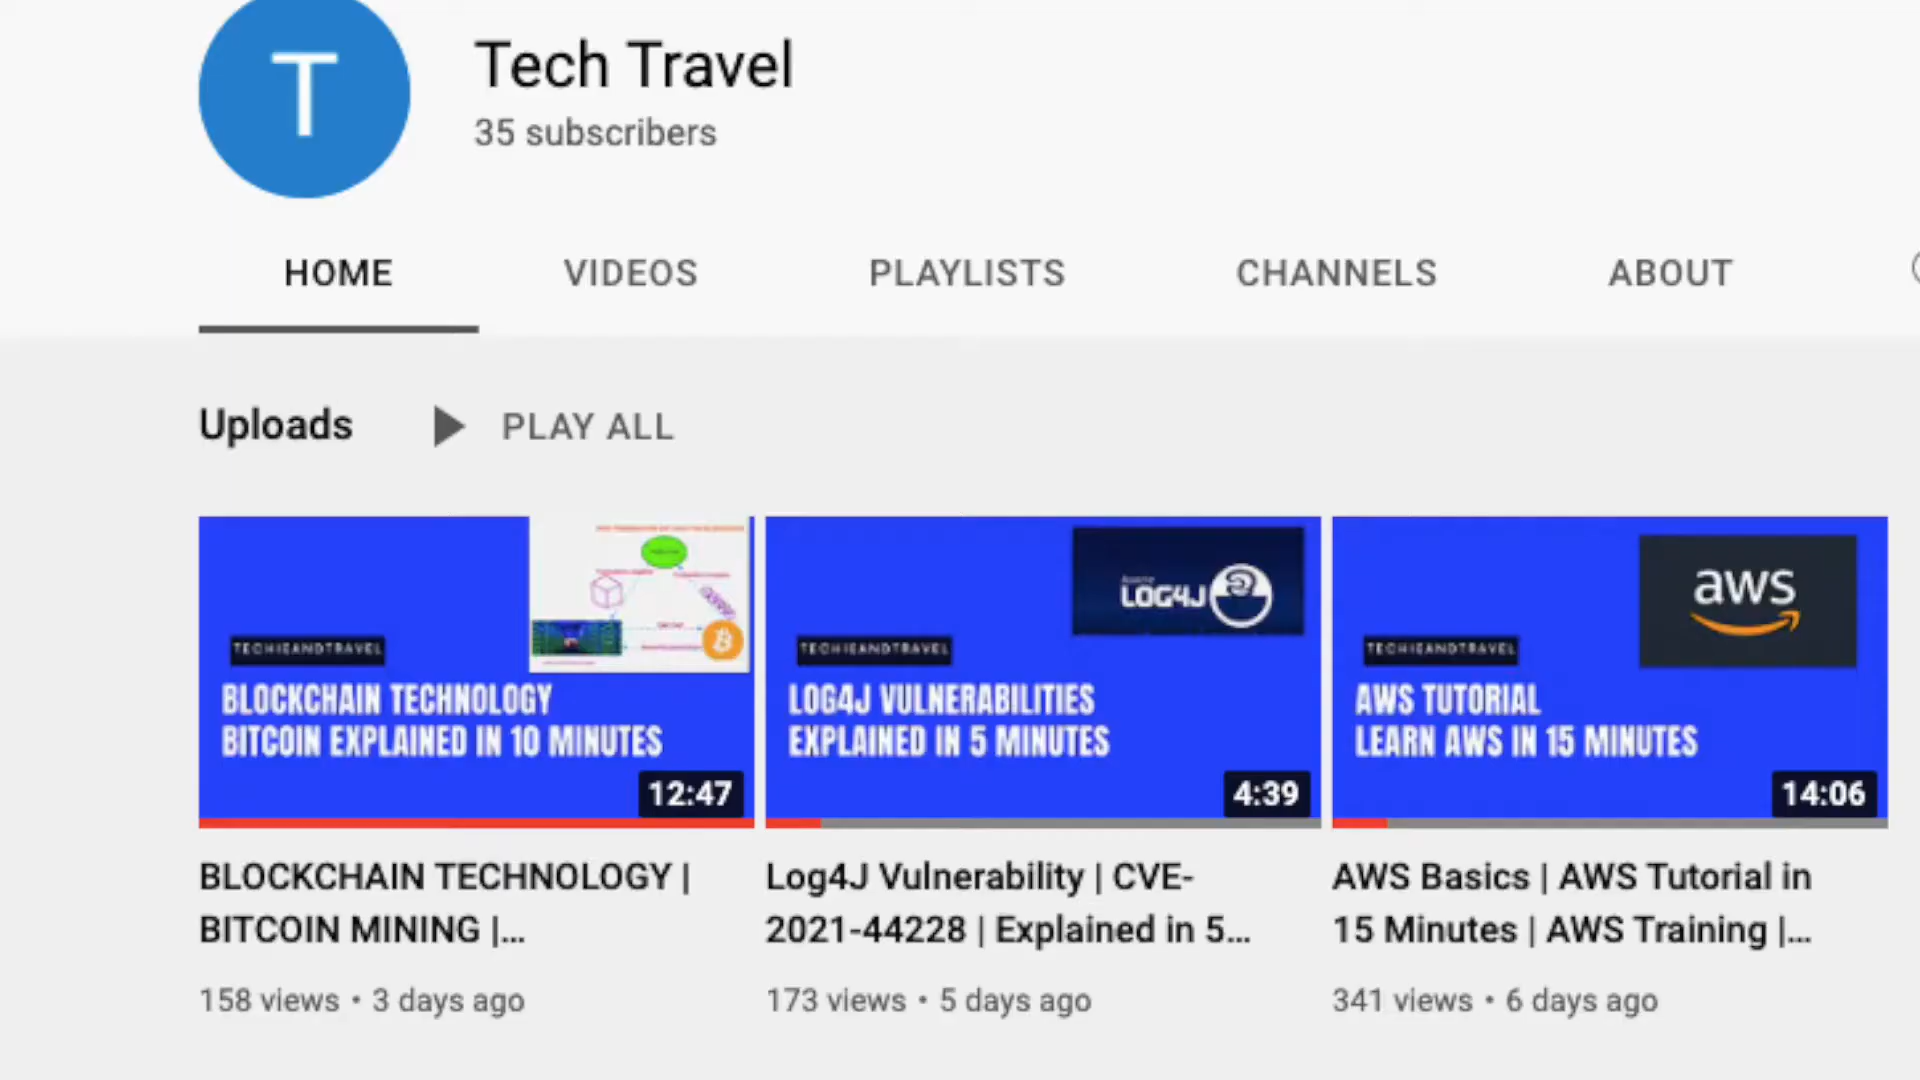 T
Tech Travel
35 subscribers
HOME VIDEOS PLAYLISTS CHANNELS ABOUT
Uploads PLAY ALL
TECHIEANDTRAVEL
BLOCKCHAIN TECHNOLOGY
BITCOIN EXPLAINED IN 10 MINUTES
12:47
LOG4J
TECHIEANDTRAVEL
LOG4J VULNERABILITIES
EXPLAINED IN 5 MINUTES
4:39
aws
TECHIEANDTRAVEL
AWS TUTORIAL
LEARN AWS IN 15 MINUTES
14:06
BLOCKCHAIN TECHNOLOGY |
BITCOIN MINING |...
158 views • 3 days ago
Log4J Vulnerability | CVE-
2021-44228 | Explained in 5...
173 views • 5 days ago
AWS Basics | AWS Tutorial in
15 Minutes | AWS Training |...
341 views • 6 days ago